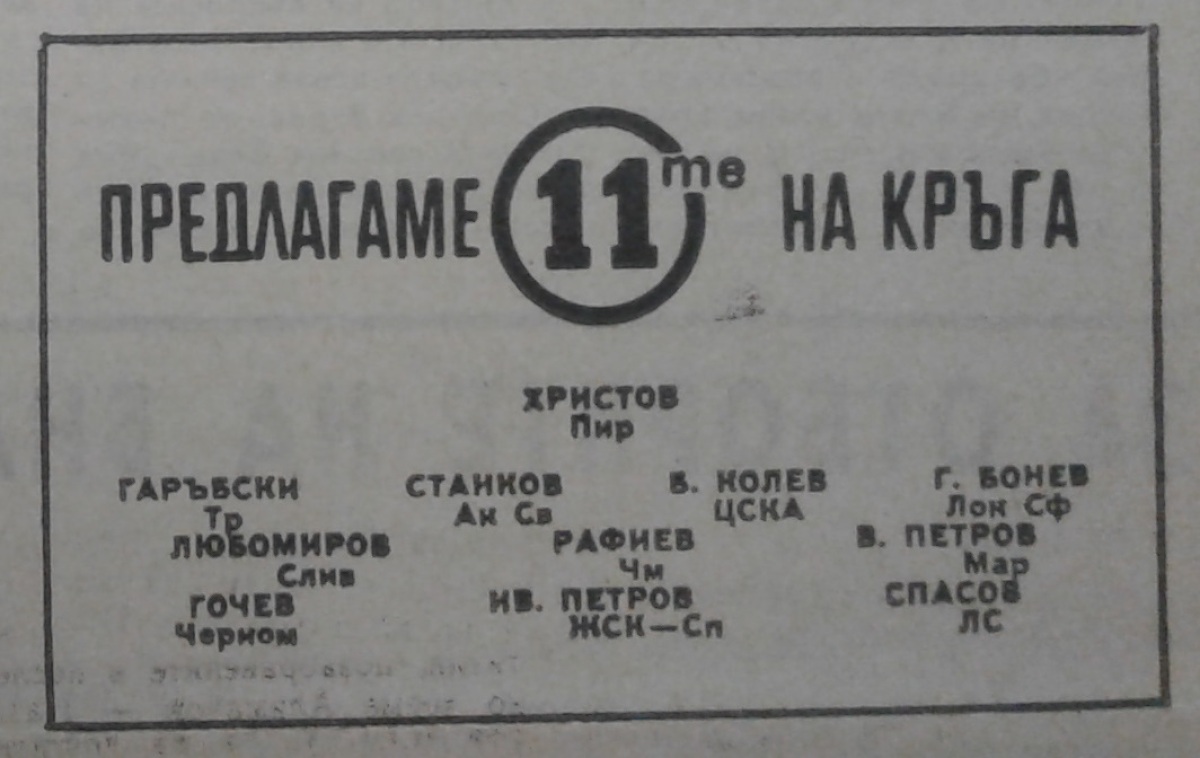 ПРЕДЛАГАМЕ 11те НА КРЪГА
ХРИСТОВ
Пир
ГАРЪБСКИ СТАНКОВ Б. КОЛЕВ Г. БОНЕВ
Тр Ак Св ЦСКА Лок Сф
ЛЮБОМИРОВ РАФИЕВ В. ПЕТРОВ
Слив Чм Мар
ГОЧЕВ ИВ. ПЕТРОВ СПАСОВ
Черном ЖСК—Сп ЛС